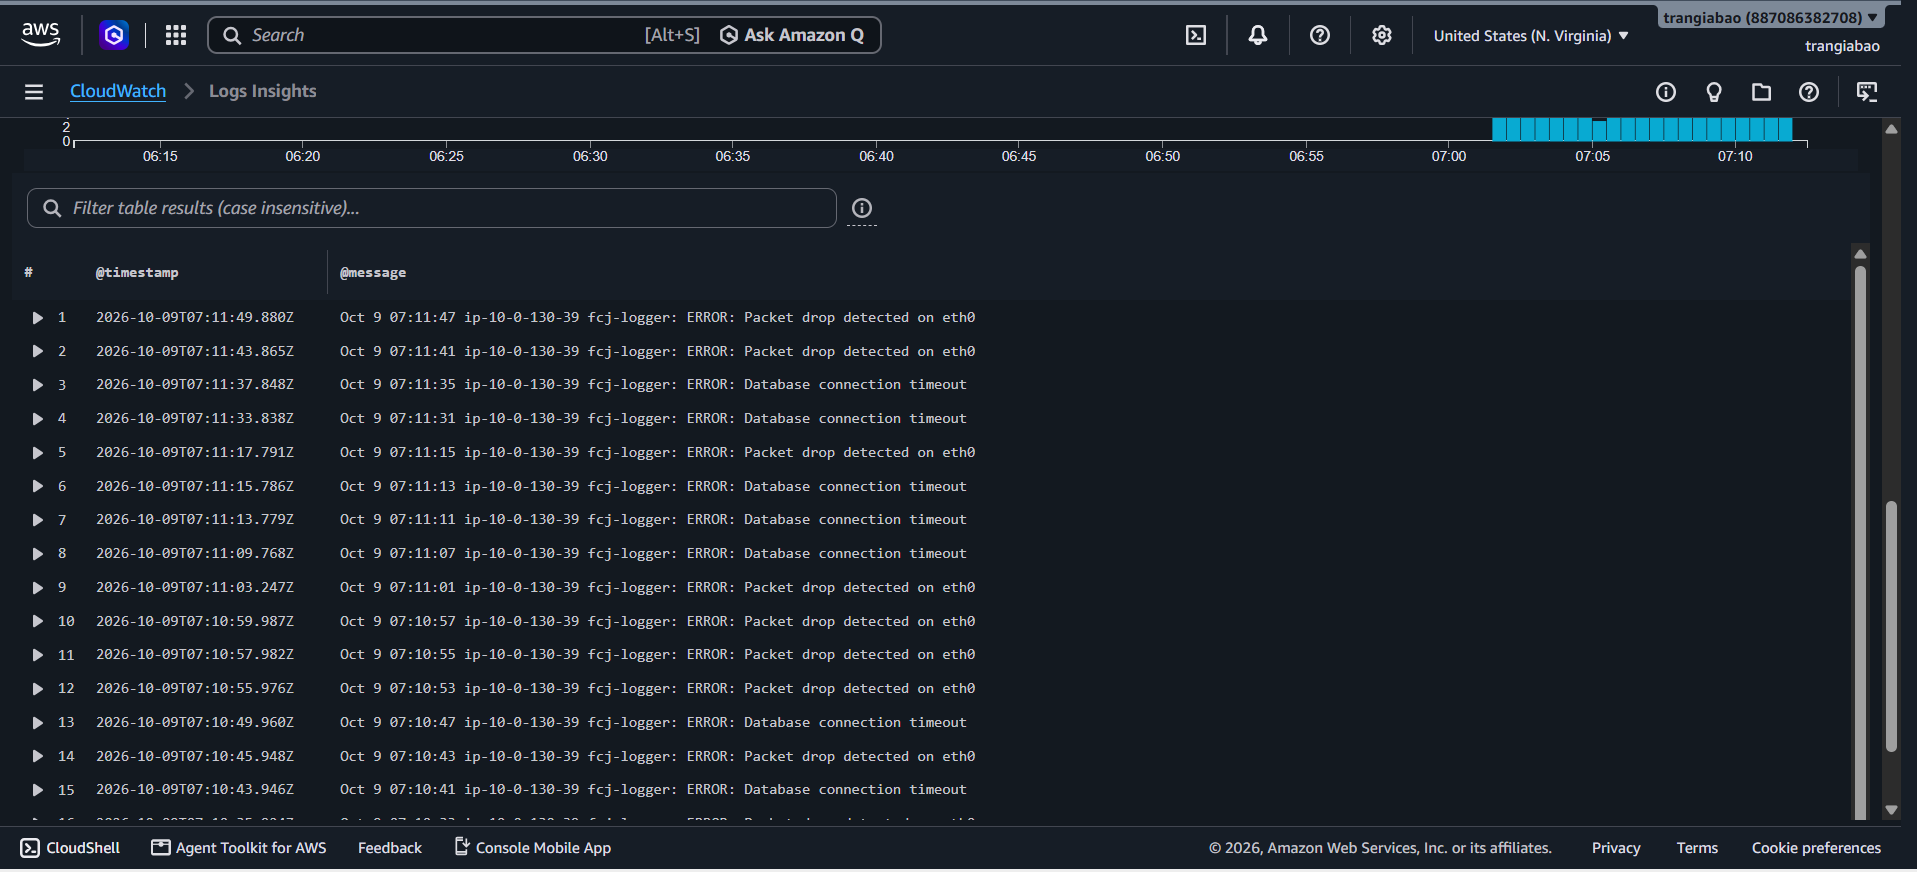 aws Search [Alt+S] Ask Amazon Q United States (N. Virginia) ▼ trangiabao (887086382708) ▼
trangiabao
CloudWatch > Logs Insights
2
0
06:15 06:20 06:25 06:30 06:35 06:40 06:45 06:50 06:55 07:00 07:05 07:10
Filter table results (case insensitive)...
# @timestamp @message
1 2026-10-09T07:11:49.880Z Oct 9 07:11:47 ip-10-0-130-39 fcj-logger: ERROR: Packet drop detected on eth0
2 2026-10-09T07:11:43.865Z Oct 9 07:11:41 ip-10-0-130-39 fcj-logger: ERROR: Packet drop detected on eth0
3 2026-10-09T07:11:37.848Z Oct 9 07:11:35 ip-10-0-130-39 fcj-logger: ERROR: Database connection timeout
4 2026-10-09T07:11:33.838Z Oct 9 07:11:31 ip-10-0-130-39 fcj-logger: ERROR: Database connection timeout
5 2026-10-09T07:11:17.791Z Oct 9 07:11:15 ip-10-0-130-39 fcj-logger: ERROR: Packet drop detected on eth0
6 2026-10-09T07:11:15.786Z Oct 9 07:11:13 ip-10-0-130-39 fcj-logger: ERROR: Database connection timeout
7 2026-10-09T07:11:13.779Z Oct 9 07:11:11 ip-10-0-130-39 fcj-logger: ERROR: Database connection timeout
8 2026-10-09T07:11:09.768Z Oct 9 07:11:07 ip-10-0-130-39 fcj-logger: ERROR: Database connection timeout
9 2026-10-09T07:11:03.247Z Oct 9 07:11:01 ip-10-0-130-39 fcj-logger: ERROR: Packet drop detected on eth0
10 2026-10-09T07:10:59.987Z Oct 9 07:10:57 ip-10-0-130-39 fcj-logger: ERROR: Packet drop detected on eth0
11 2026-10-09T07:10:57.982Z Oct 9 07:10:55 ip-10-0-130-39 fcj-logger: ERROR: Packet drop detected on eth0
12 2026-10-09T07:10:55.976Z Oct 9 07:10:53 ip-10-0-130-39 fcj-logger: ERROR: Packet drop detected on eth0
13 2026-10-09T07:10:49.960Z Oct 9 07:10:47 ip-10-0-130-39 fcj-logger: ERROR: Database connection timeout
14 2026-10-09T07:10:45.948Z Oct 9 07:10:43 ip-10-0-130-39 fcj-logger: ERROR: Packet drop detected on eth0
15 2026-10-09T07:10:43.946Z Oct 9 07:10:41 ip-10-0-130-39 fcj-logger: ERROR: Database connection timeout
CloudShell Agent Toolkit for AWS Feedback Console Mobile App © 2026, Amazon Web Services, Inc. or its affiliates. Privacy Terms Cookie preferences